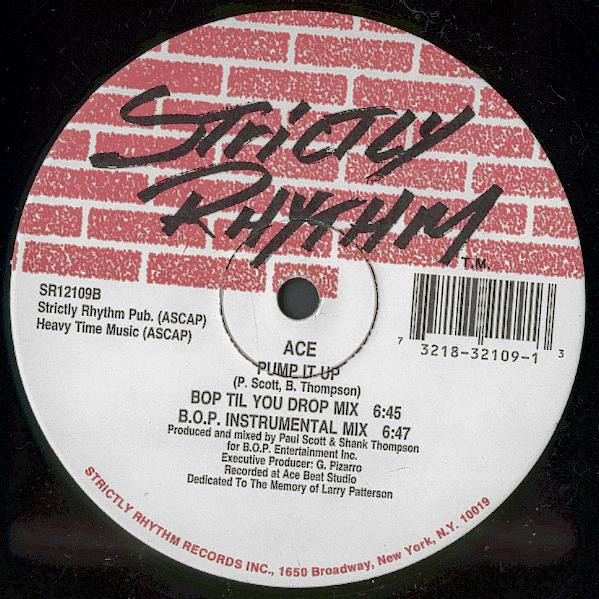 STRICTLY
RHYTHM
T.M.
SR12109B
Strictly Rhythm Pub. (ASCAP)
Heavy Time Music (ASCAP)
7 3218-32109-1 3
ACE
PUMP IT UP
(P. Scott, B. Thompson)
BOP TIL YOU DROP MIX 6:45
B.O.P. INSTRUMENTAL MIX 6:47
Produced and mixed by Paul Scott & Shank Thompson
for B.O.P. Entertainment Inc.
Executive Producer: G. Pizarro
Recorded at Ace Beat Studio
Dedicated To The Memory of Larry Patterson
STRICTLY RHYTHM RECORDS INC., 1650 Broadway, New York, N.Y. 10019